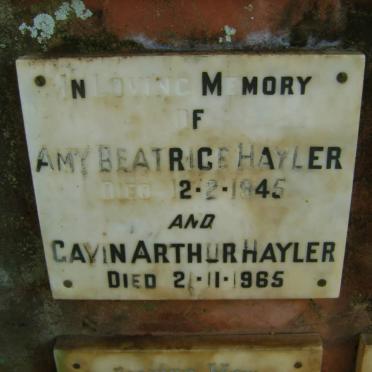 IN LOVING MEMORY
OF
AMY BEATRICE HAYLER
DIED 12-2-1945
AND
GAVIN ARTHUR HAYLER
DIED 21-11-1965